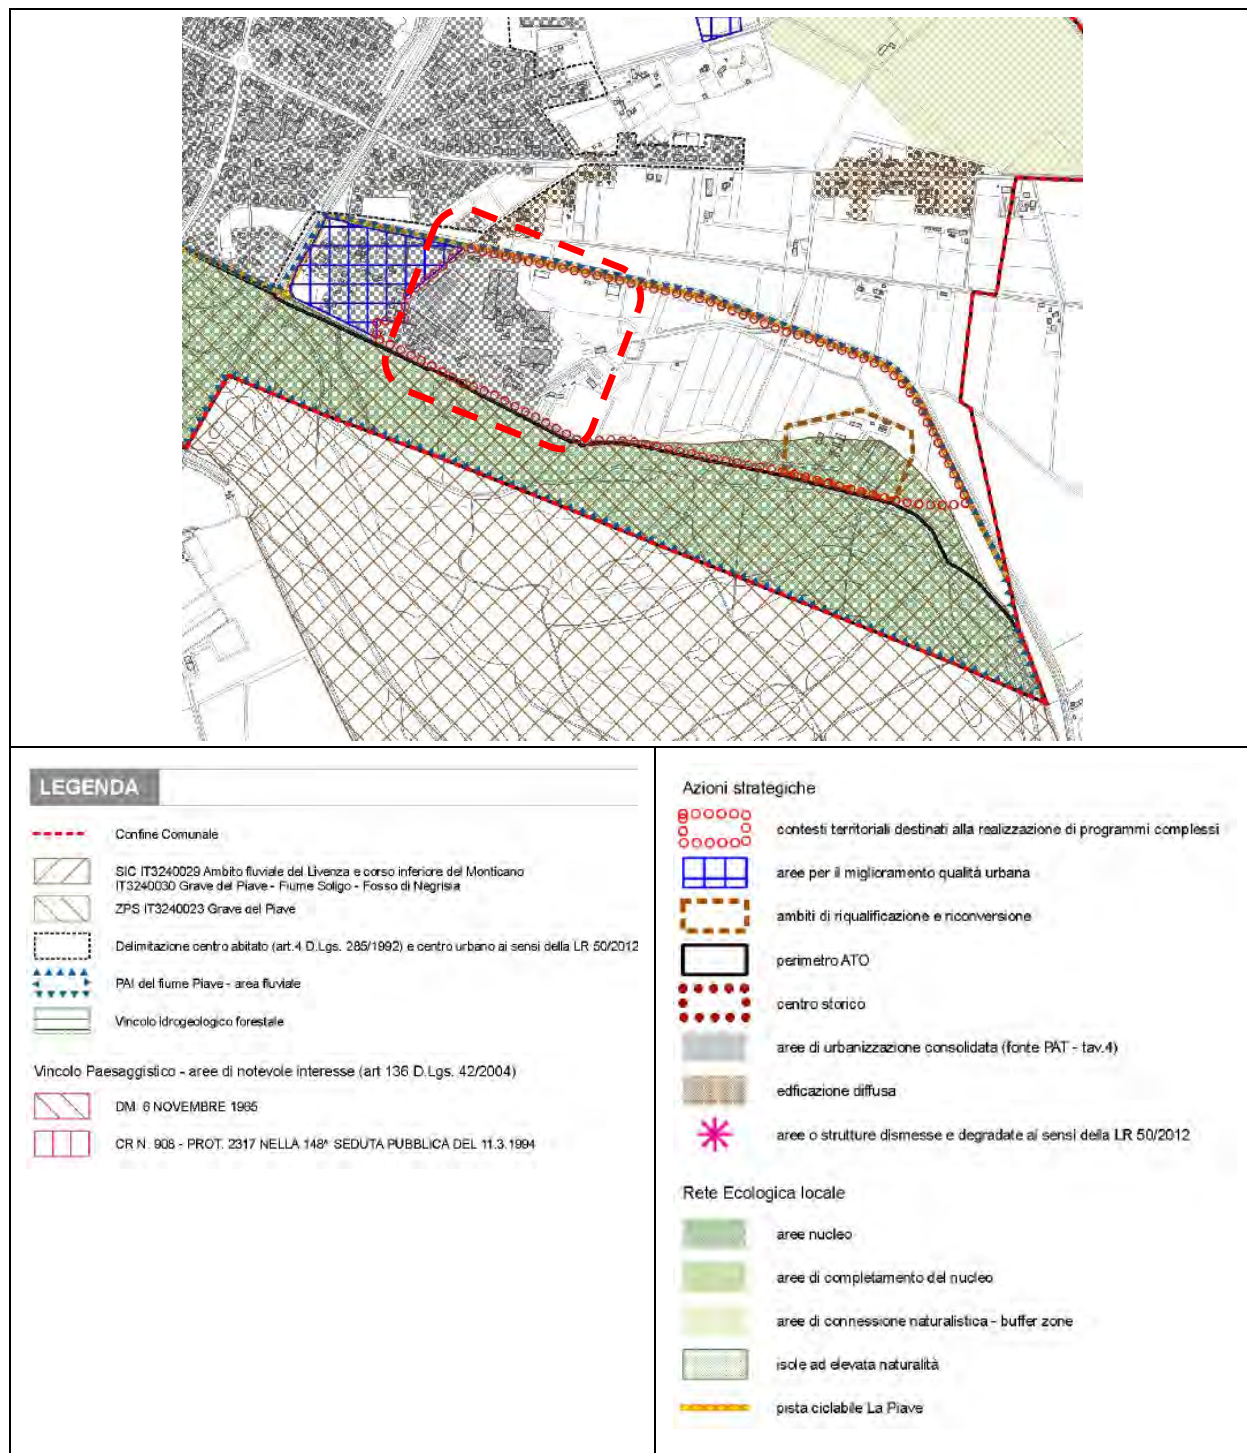 LEGENDA
Confine Comunale
SIC IT3240029 Ambito fluviale del Livenza e corso inferiore del Monticano
IT3240030 Grave del Piave - Fiume Soligo - Fosso di Negrisia
ZPS IT3240023 Grave del Piave
Delimitazione centro abitato (art.4 D.Lgs. 285/1992) e centro urbano ai sensi della LR 50/2012
PAI del fiume Piave - area fluviale
Vincolo Idrogeologico forestale
Vincolo Paesaggistico - aree di notevole interesse (art 136 D.Lgs. 42/2004)
DM 6 NOVEMBRE 1965
CR N. 908 - PROT. 2317 NELLA 148ª SEDUTA PUBBLICA DEL 11.3.1994
Azioni strategiche
contesti territoriali destinati alla realizzazione di programmi complessi
aree per il miglioramento qualità urbana
ambiti di riqualificazione e riconversione
perimetro ATO
centro storico
aree di urbanizzazione consolidata (fonte PAT - tav.4)
edficazione diffusa
aree o strutture dismesse e degradate ai sensi della LR 50/2012
Rete Ecologica locale
aree nucleo
aree di completamento del nucleo
aree di connessione naturalistica - buffer zone
isole ad elevata naturalità
pista ciclabile La Piave